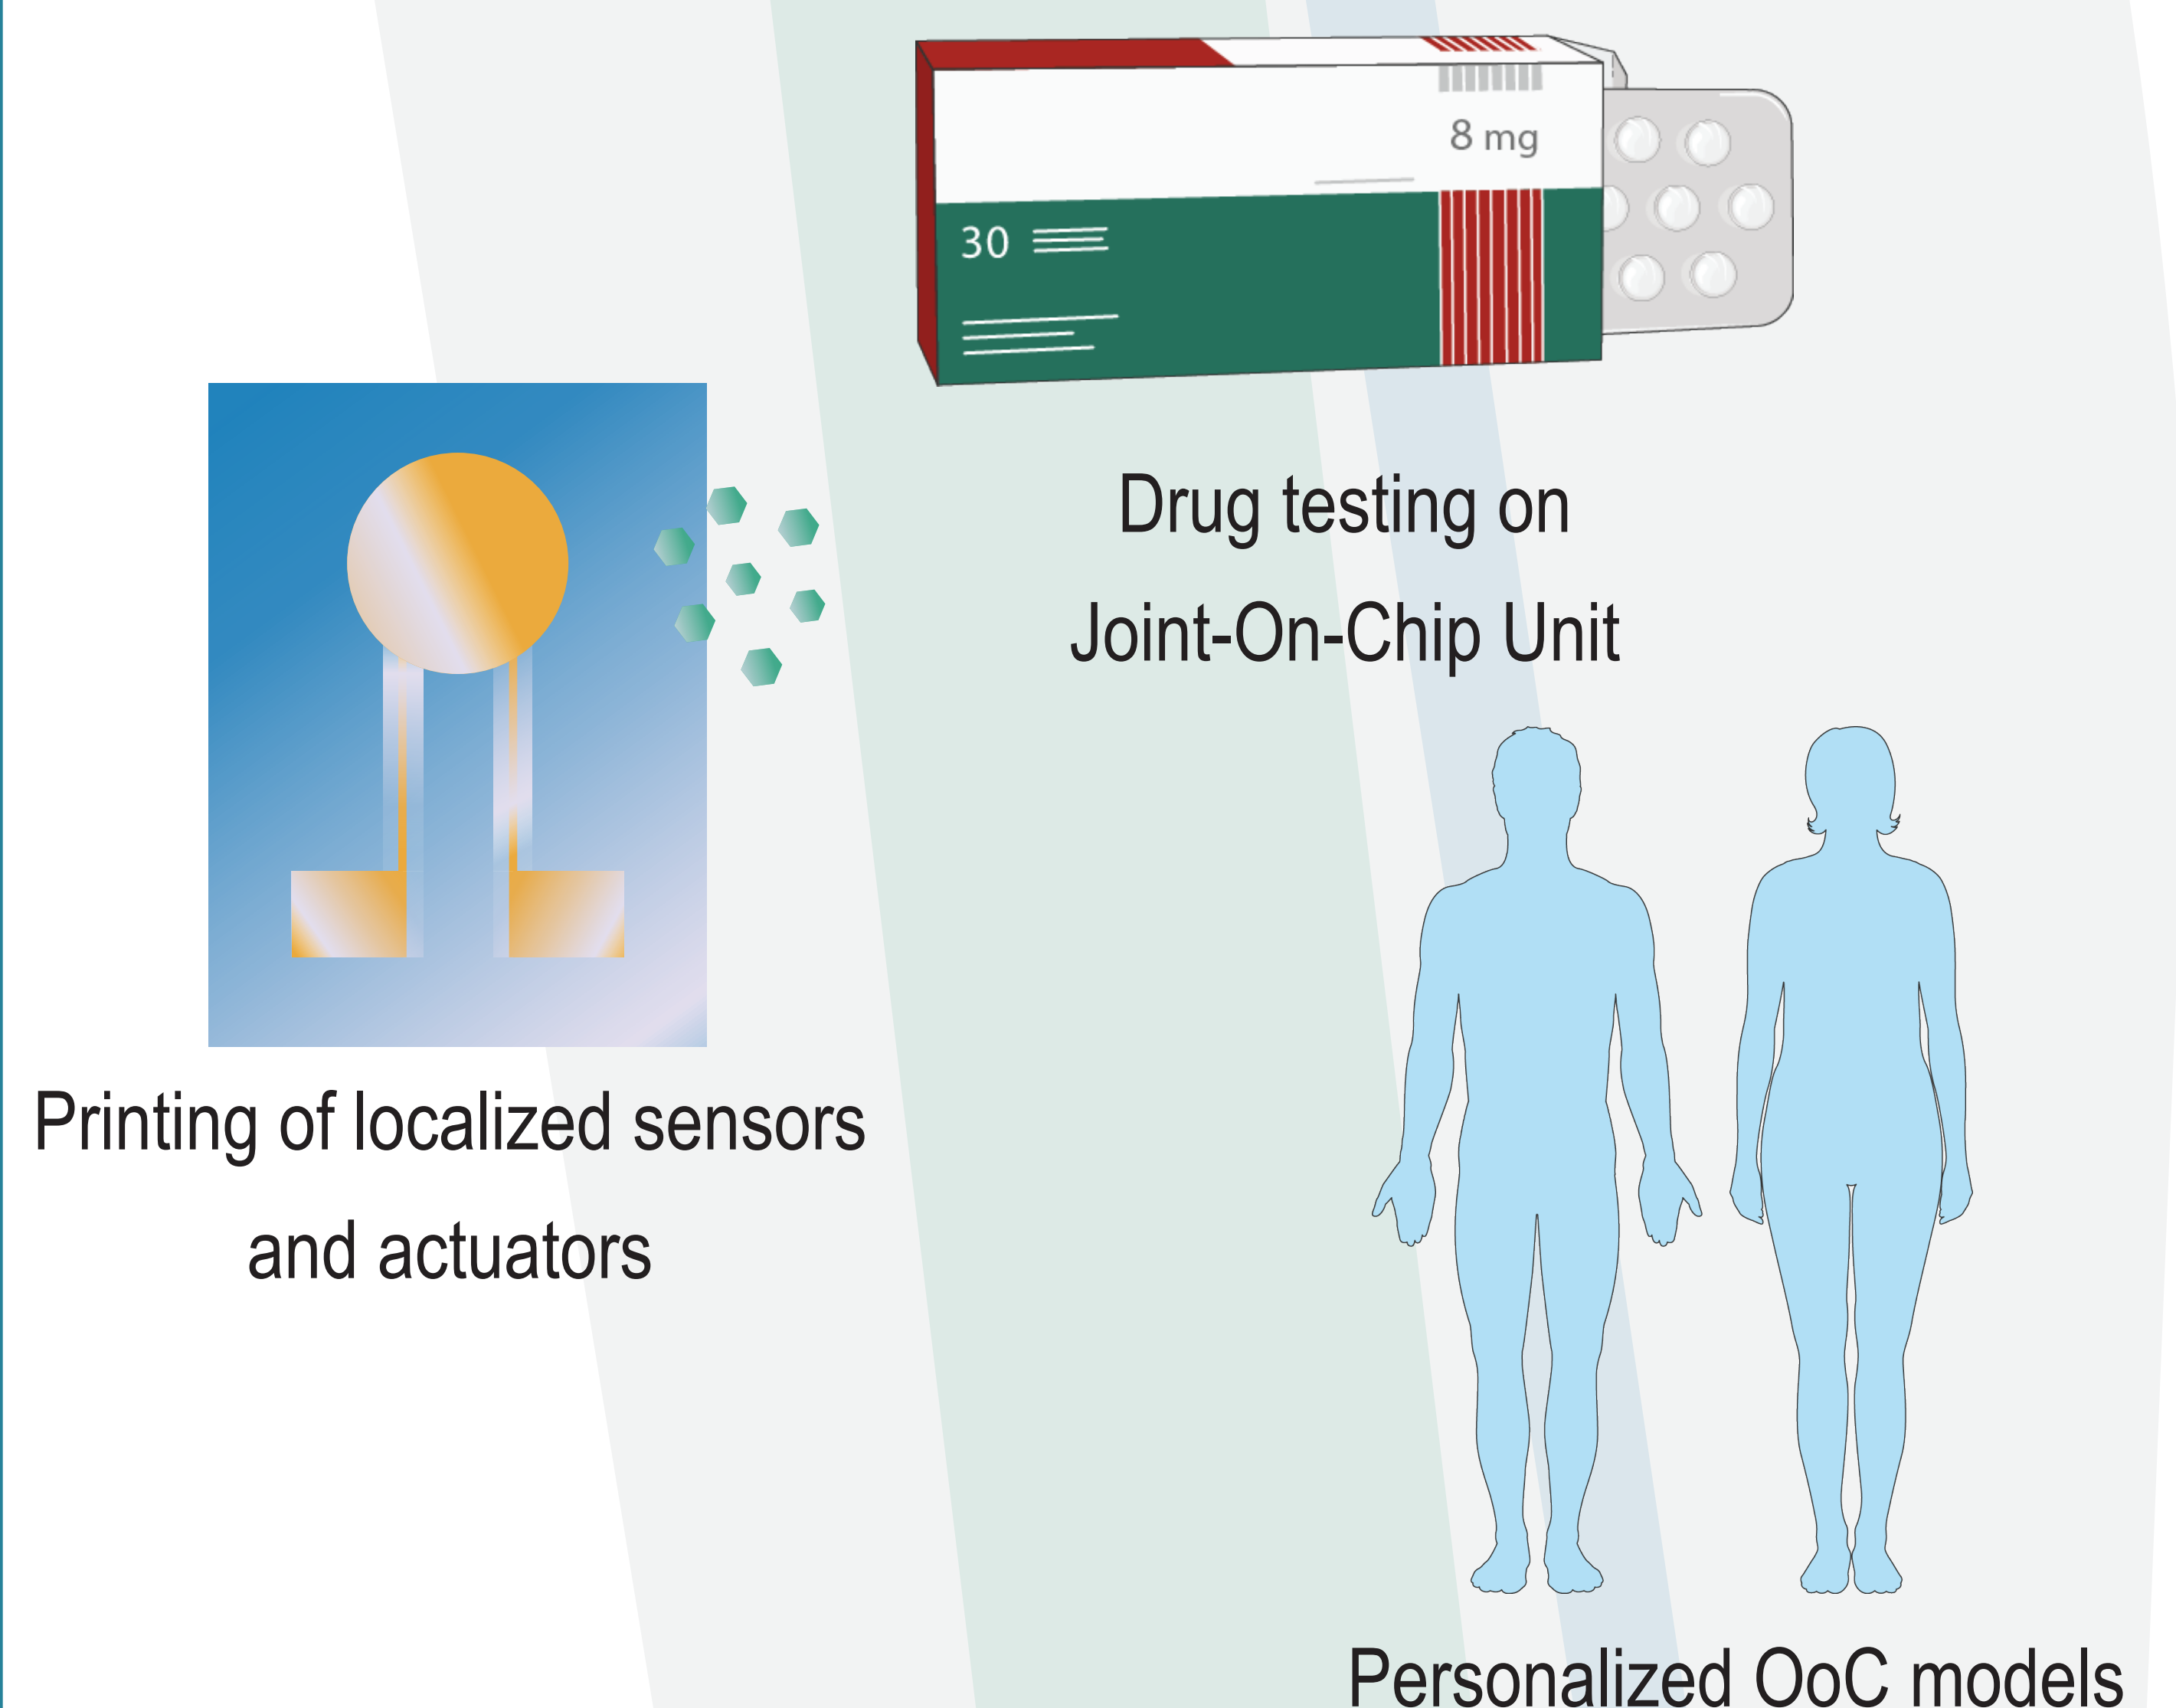 8 mg
30
Drug testing on
Joint-On-Chip Unit
Printing of localized sensors
and actuators
Personalized OoC models